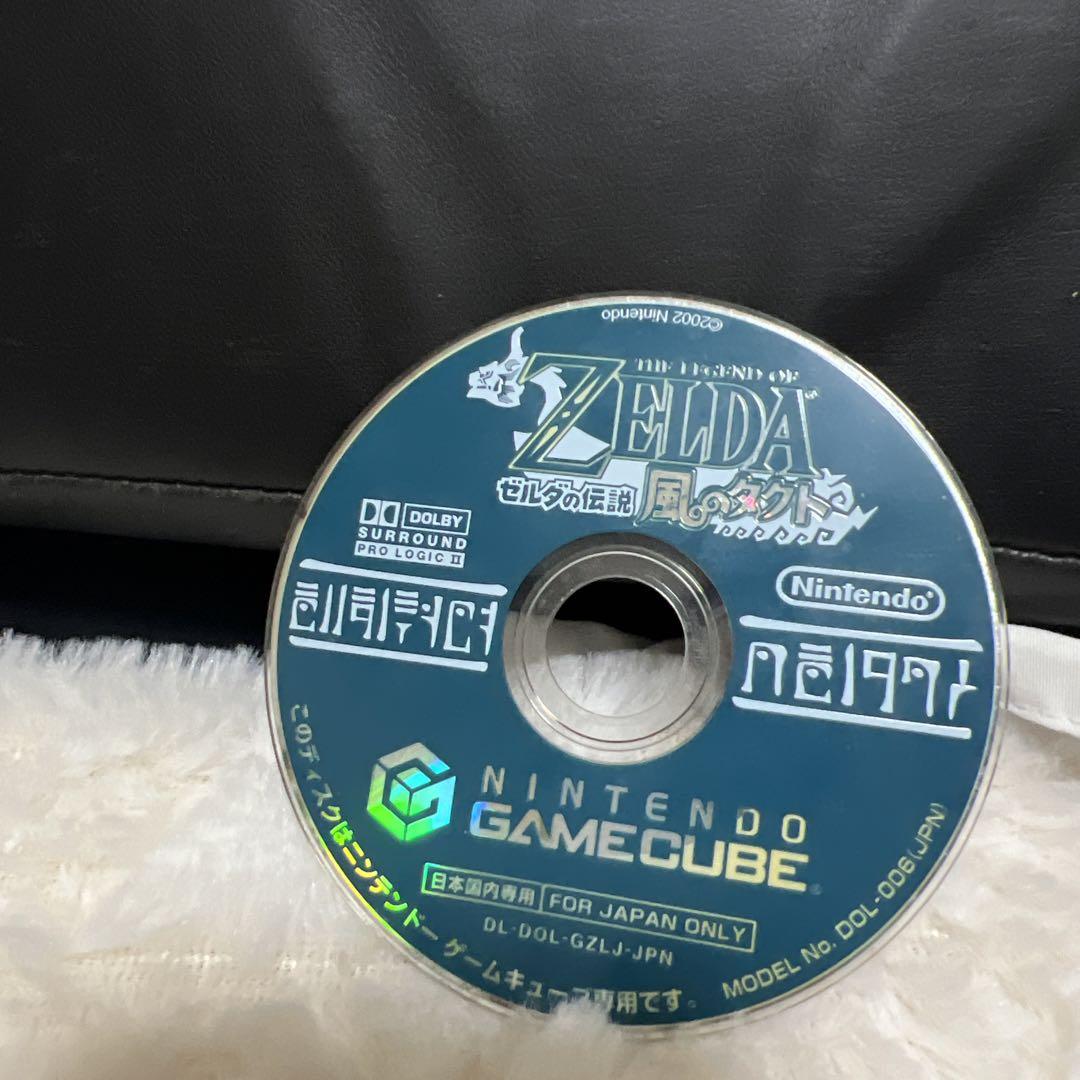 ©2002 Nintendo
THE LEGEND OF
ZELDA
ゼルダの伝説 風のタクト
DOLBY
SURROUND
PRO LOGIC II
Nintendo®
NINTENDO
GAMECUBE®
日本国内専用 FOR JAPAN ONLY
DL-DOL-GZLJ-JPN
このディスクはニンテンドー ゲームキューブ専用です。
MODEL No. DOL-006(JPN)